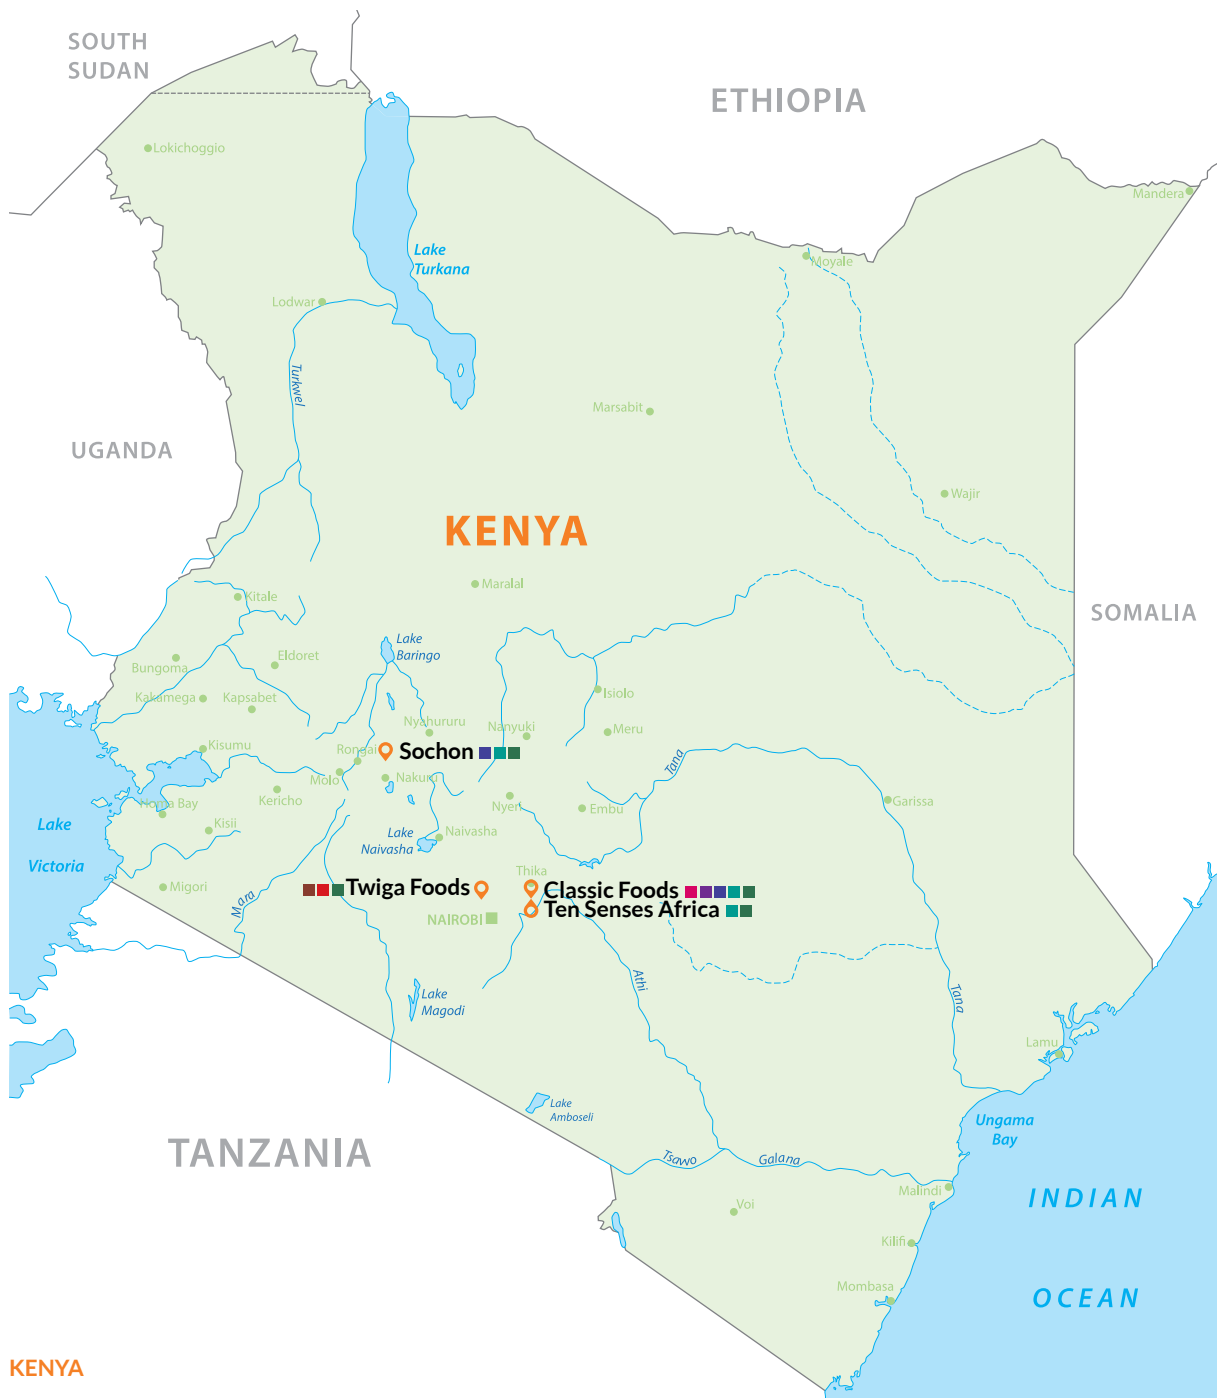 SOUTH
SUDAN
ETHIOPIA
Lokichoggio
Mandera
Lake
Turkana
Moyale
Lodwar
Turkwel
Marsabit
UGANDA
Wajir
KENYA
Maralal
Kitale
SOMALIA
Lake
Baringo
Eldoret
Bungoma
Kakamega
Kapsabet
Isiolo
Nyahururu
Nanyuki
Meru
Kisumu
Rongai
Sochon
Tana
Molo
Nakuru
Kericho
Homa Bay
Nyeri
Embu
Garissa
Lake
Victoria
Kisii
Lake
Naivasha
Naivasha
Thika
Migori
Twiga Foods
Classic Foods
Ten Senses Africa
Mara
NAIROBI
Athi
Tana
Lake
Magodi
Lamu
Lake
Amboseli
Ungama
Bay
TANZANIA
Tsawo
Galana
Malindi
INDIAN
Voi
Kilifi
Mombasa
OCEAN
KENYA